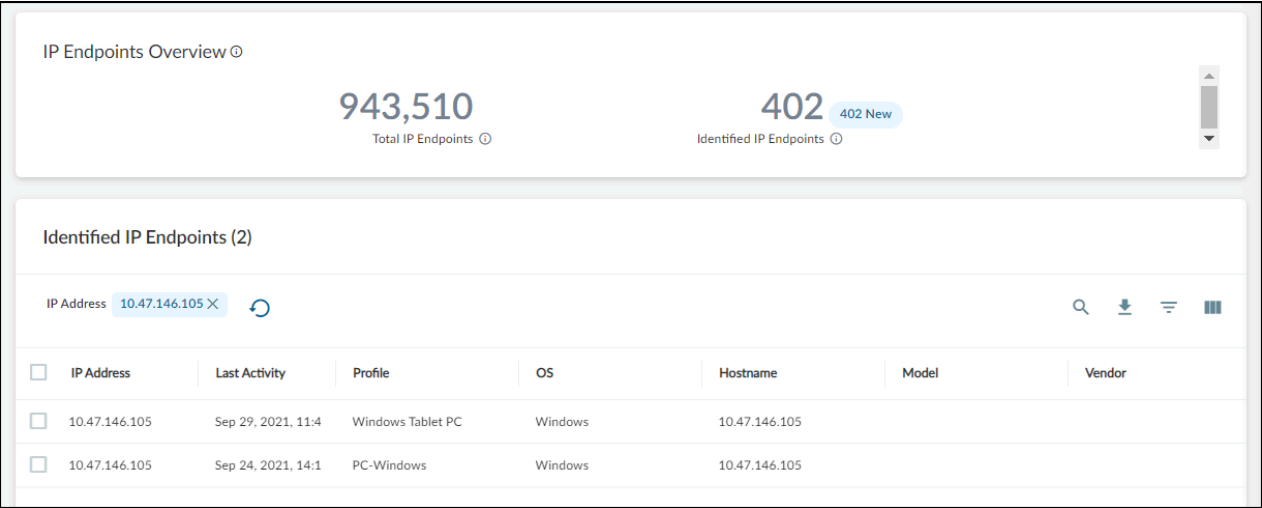 IP Endpoints Overview
943,510
Total IP Endpoints
402 402 New
Identified IP Endpoints
Identified IP Endpoints (2)
IP Address 10.47.146.105
IP Address Last Activity Profile OS Hostname Model Vendor
10.47.146.105 Sep 29, 2021, 11:4 Windows Tablet PC Windows 10.47.146.105
10.47.146.105 Sep 24, 2021, 14:1 PC-Windows Windows 10.47.146.105